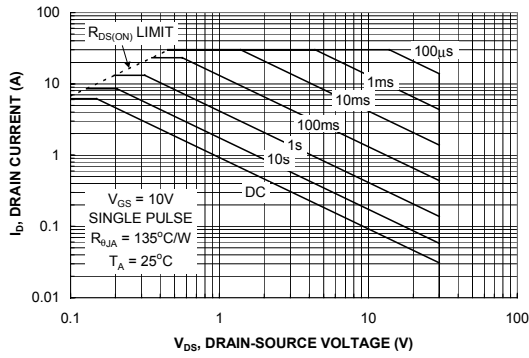 100
R_DS(ON) LIMIT
100µs
10
1ms
10ms
100ms
1
1s
10s
DC
0.1
V_GS = 10V
SINGLE PULSE
R_θJA = 135°C/W
T_A = 25°C
0.01
0.1
1
10
100
I_D, DRAIN CURRENT (A)
V_DS, DRAIN-SOURCE VOLTAGE (V)